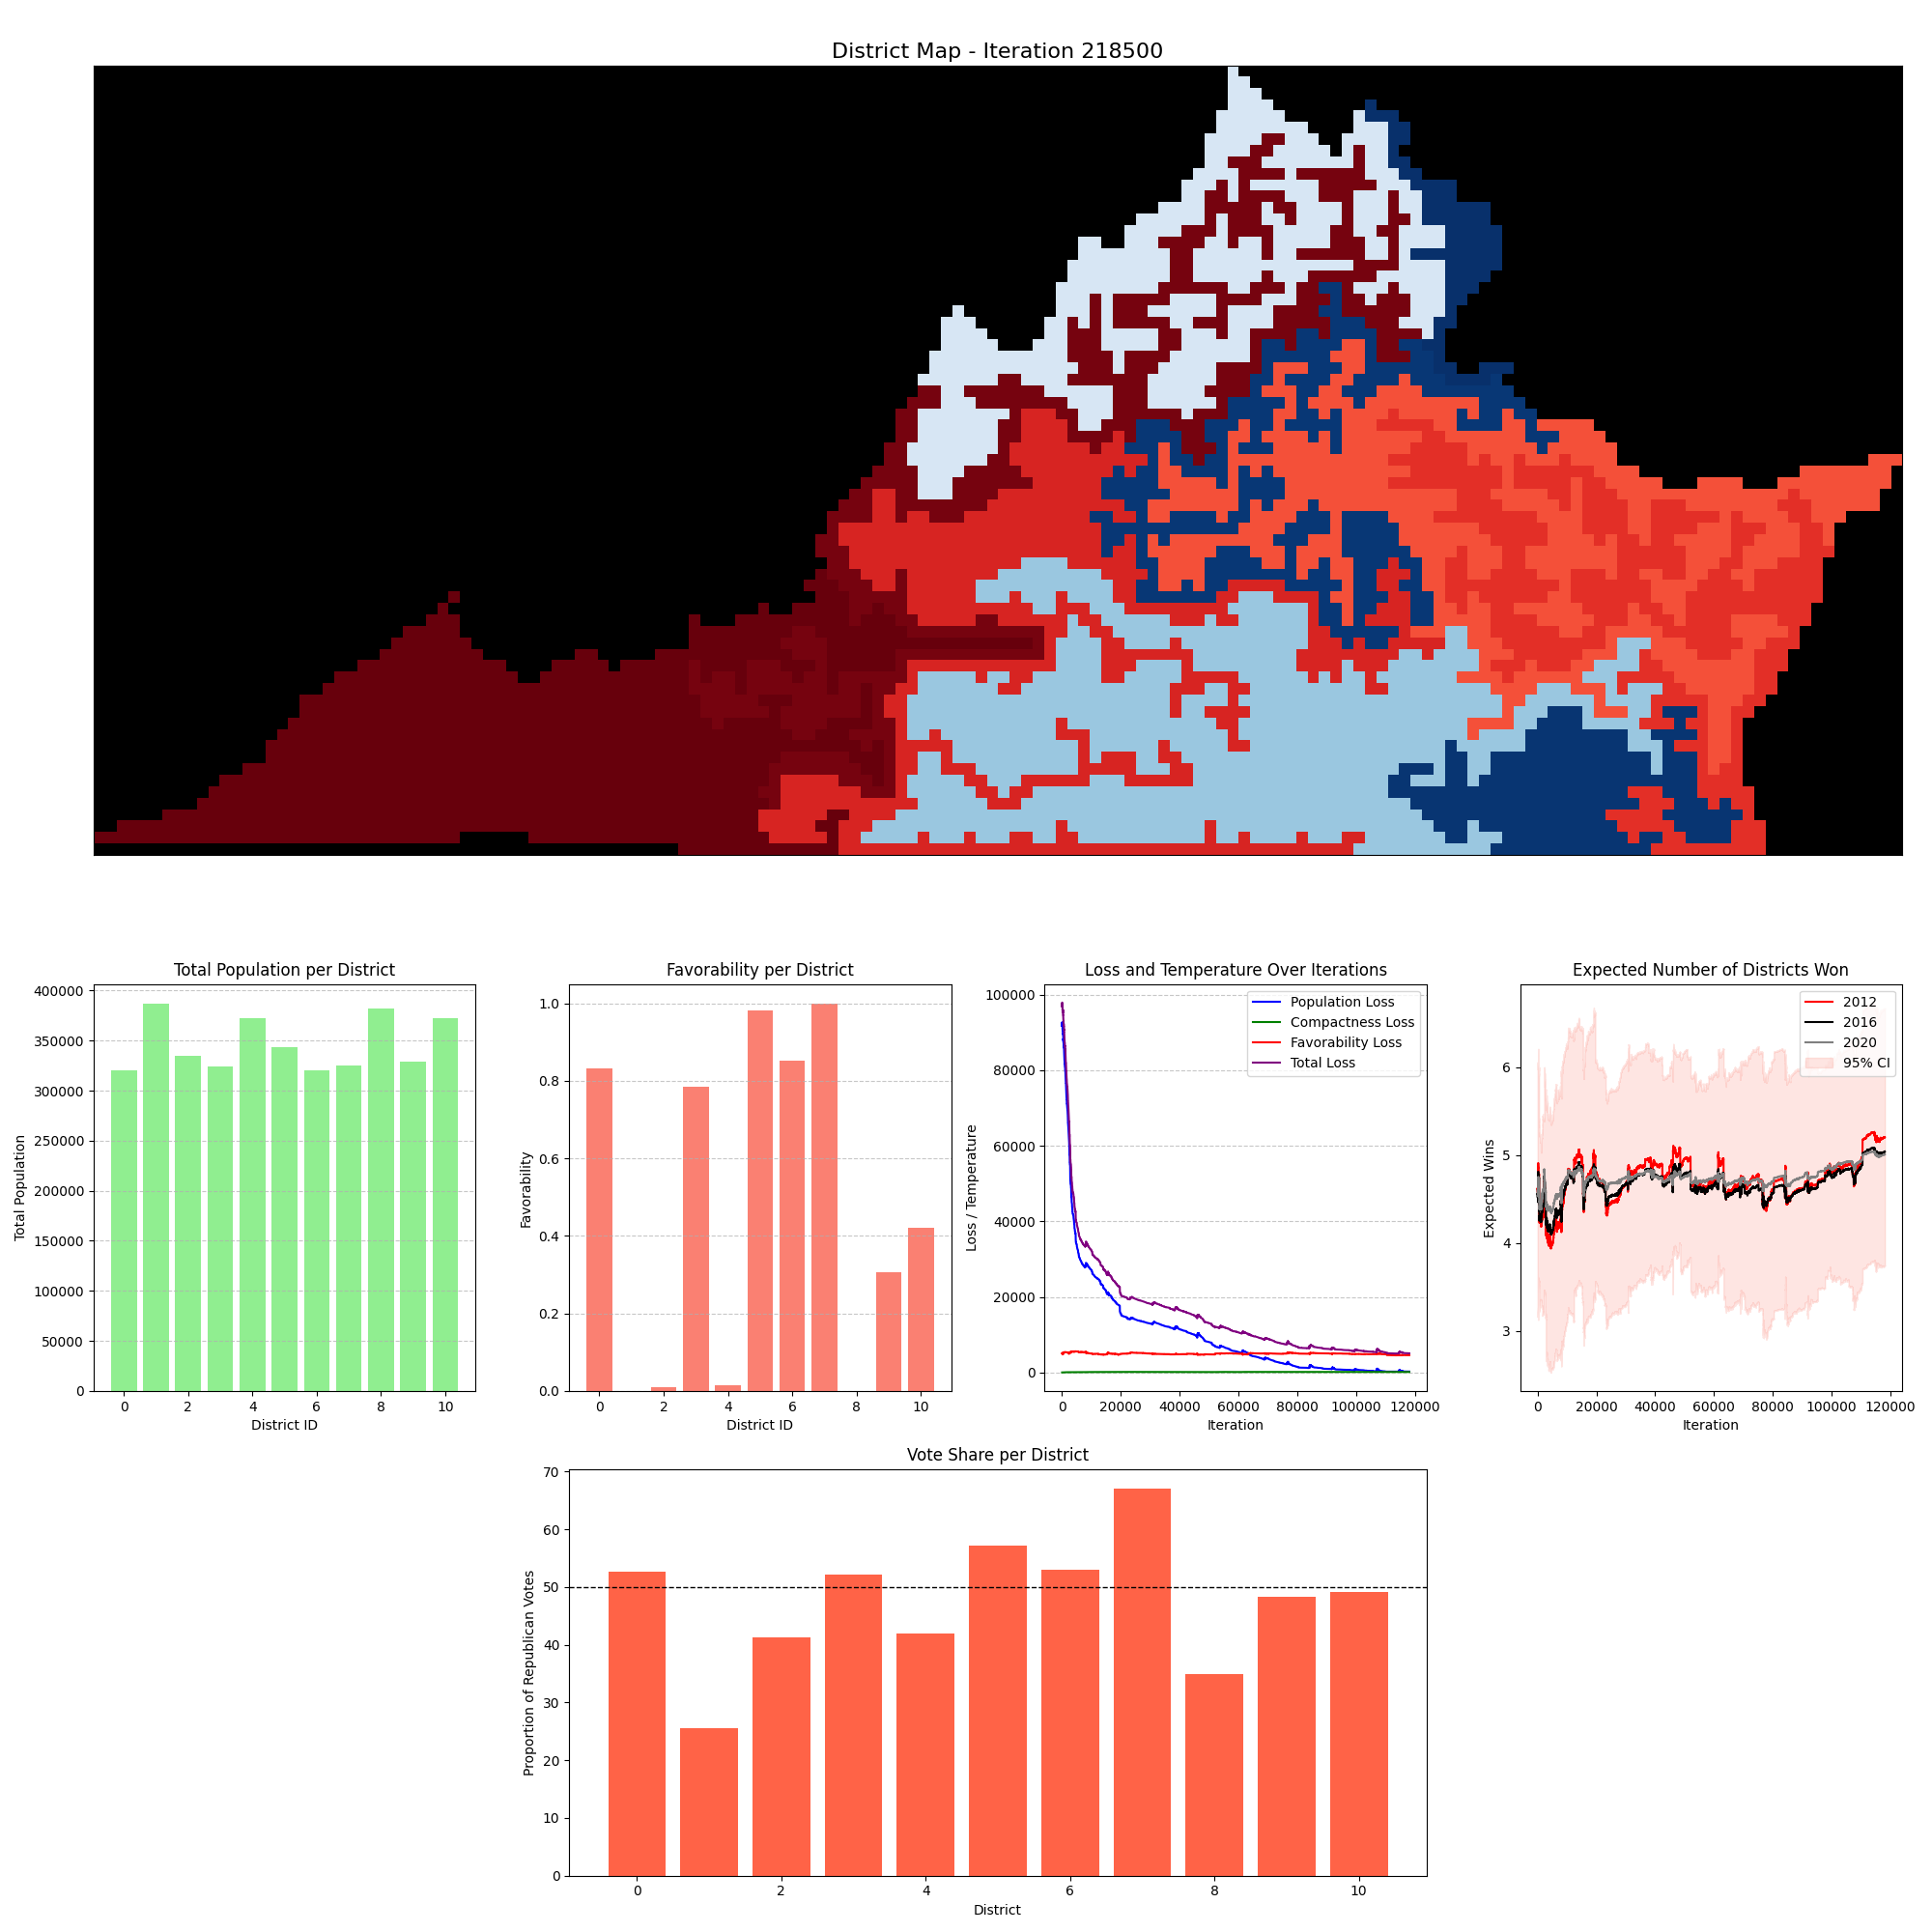 District Map - Iteration 218500
Total Population per District
Total Population
400000
350000
300000
250000
200000
150000
100000
50000
0
0 2 4 6 8 10
District ID
Favorability per District
Favorability
1.0
0.8
0.6
0.4
0.2
0.0
0 2 4 6 8 10
District ID
Loss and Temperature Over Iterations
Loss / Temperature
100000
80000
60000
40000
20000
0
Population Loss
Compactness Loss
Favorability Loss
Total Loss
0 20000 40000 60000 80000 100000 120000
Iteration
Expected Number of Districts Won
Expected Wins
6
5
4
3
2012
2016
2020
95% CI
0 20000 40000 60000 80000 100000 120000
Iteration
Vote Share per District
Proportion of Republican Votes
70
60
50
40
30
20
10
0
0 2 4 6 8 10
District